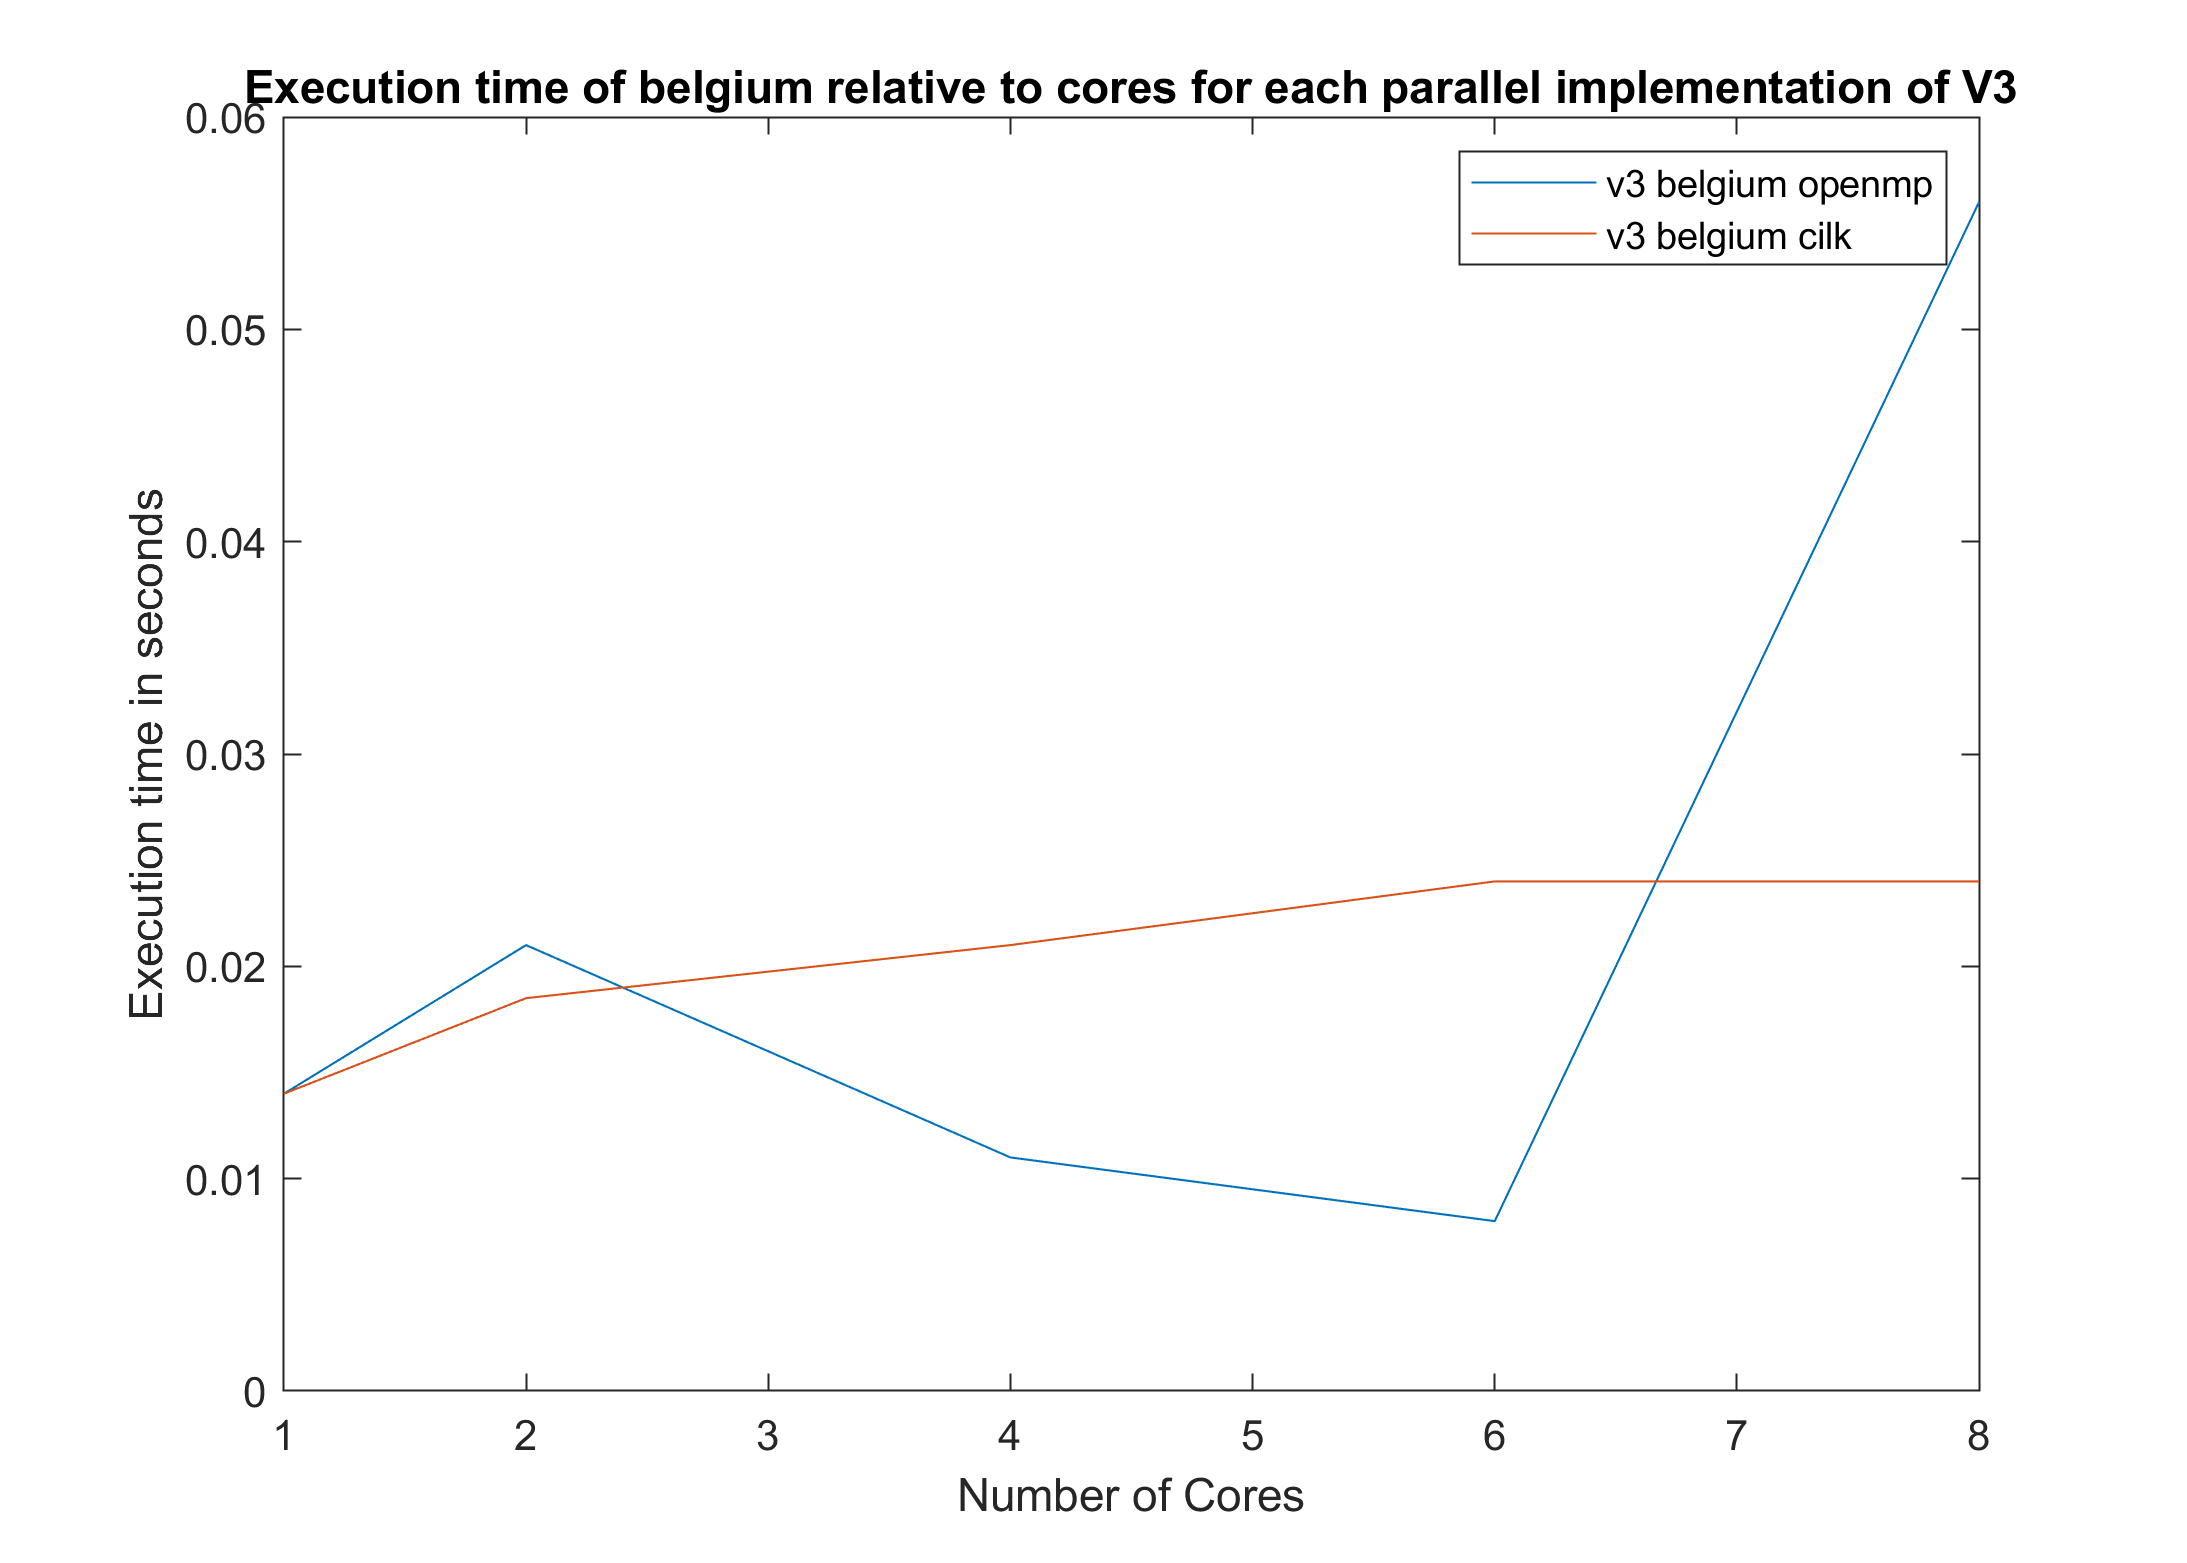 Execution time of belgium relative to cores for each parallel implementation of V3
0.06
0.05
0.04
0.03
0.02
0.01
0
Execution time in seconds
v3 belgium openmp
v3 belgium cilk
1 2 3 4 5 6 7 8
Number of Cores